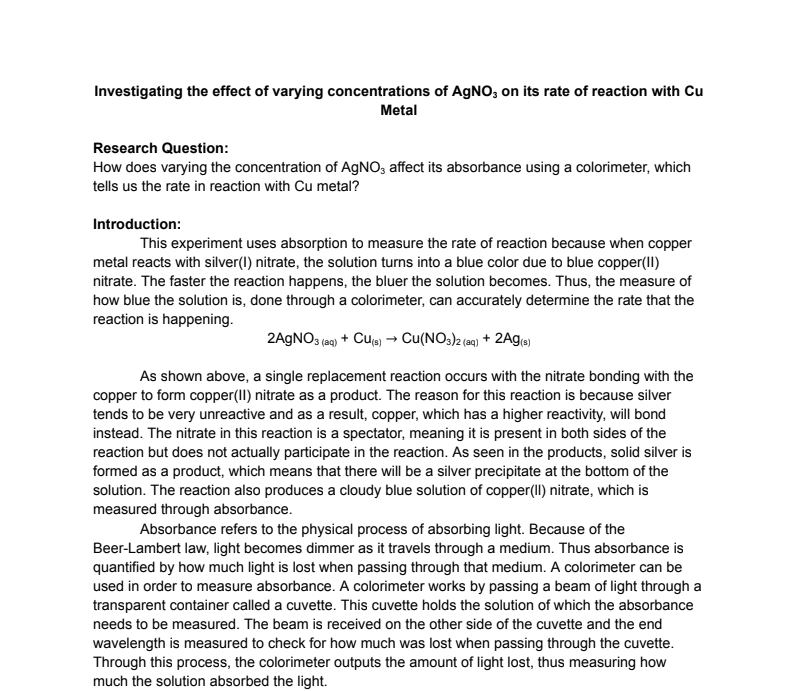 Investigating the effect of varying concentrations of AgNO₃ on its rate of reaction with Cu
Metal
Research Question:
How does varying the concentration of AgNO₃ affect its absorbance using a colorimeter, which
tells us the rate in reaction with Cu metal?
Introduction:
This experiment uses absorption to measure the rate of reaction because when copper
metal reacts with silver(I) nitrate, the solution turns into a blue color due to blue copper(II)
nitrate. The faster the reaction happens, the bluer the solution becomes. Thus, the measure of
how blue the solution is, done through a colorimeter, can accurately determine the rate that the
reaction is happening.
2AgNO₃ (aq) + Cu(s) → Cu(NO₃)₂ (aq) + 2Ag(s)
As shown above, a single replacement reaction occurs with the nitrate bonding with the
copper to form copper(II) nitrate as a product. The reason for this reaction is because silver
tends to be very unreactive and as a result, copper, which has a higher reactivity, will bond
instead. The nitrate in this reaction is a spectator, meaning it is present in both sides of the
reaction but does not actually participate in the reaction. As seen in the products, solid silver is
formed as a product, which means that there will be a silver precipitate at the bottom of the
solution. The reaction also produces a cloudy blue solution of copper(II) nitrate, which is
measured through absorbance.
Absorbance refers to the physical process of absorbing light. Because of the
Beer-Lambert law, light becomes dimmer as it travels through a medium. Thus absorbance is
quantified by how much light is lost when passing through that medium. A colorimeter can be
used in order to measure absorbance. A colorimeter works by passing a beam of light through a
transparent container called a cuvette. This cuvette holds the solution of which the absorbance
needs to be measured. The beam is received on the other side of the cuvette and the end
wavelength is measured to check for how much was lost when passing through the cuvette.
Through this process, the colorimeter outputs the amount of light lost, thus measuring how
much the solution absorbed the light.